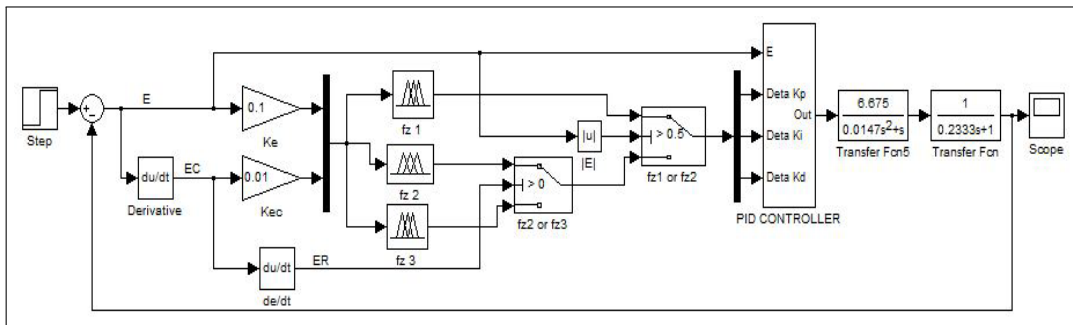 Step
E
0.1
Ke
du/dt
Derivative
EC
0.01
Kec
du/dt
de/dt
ER
fz 1
fz 2
fz 3
> 0
fz2 or fz3
|u|
|E|
> 0.5
fz1 or fz2
E
Deta Kp
Out
Deta Ki
Deta Kd
PID CONTROLLER
6.675
0.0147s²+s
Transfer Fcn5
1
0.2333s+1
Transfer Fcn
Scope